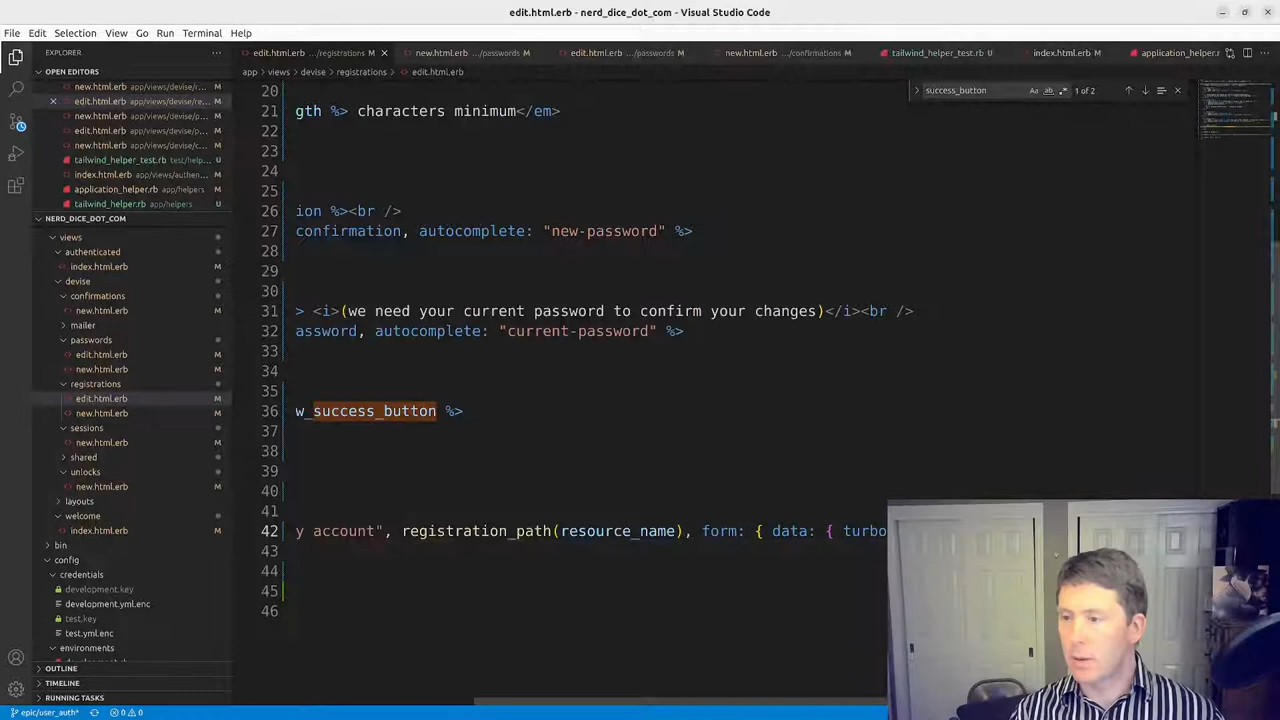 edit.html.erb - nerd_dice_dot_com - Visual Studio Code
File Edit Selection View Go Run Terminal Help
EXPLORER
edit.html.erb .../registrations
new.html.erb .../passwords
edit.html.erb .../passwords
new.html.erb .../confirmations
tailwind_helper_test.rb U
index.html.erb M
application_helper.r
OPEN EDITORS
app > views > devise > registrations > edit.html.erb
new.html.erb app/views/devise/r... M
edit.html.erb app/views/devise/re... M
new.html.erb app/views/devise/p... M
edit.html.erb app/views/devise/p... M
new.html.erb app/views/devise/c... M
tailwind_helper_test.rb test/help... U
index.html.erb app/views/authen... M
application_helper.rb app/helpers M
tailwind_helper.rb app/helpers U
NERD_DICE_DOT_COM
views
authenticated
index.html.erb M
devise
confirmations
new.html.erb M
mailer
passwords
edit.html.erb M
new.html.erb M
registrations
edit.html.erb M
new.html.erb M
sessions
new.html.erb M
shared
unlocks
new.html.erb M
layouts
welcome
index.html.erb M
bin
config
credentials
development.key
development.yml.enc
test.key
test.yml.enc
environments
OUTLINE
TIMELINE
RUNNING TASKS
success_button Aa ab 1 of 2
20
21 gth %> characters minimum</em>
22
23
24
25
26 ion %><br />
27 confirmation, autocomplete: "new-password" %>
28
29
30
31 > <i>(we need your current password to confirm your changes)</i><br />
32 assword, autocomplete: "current-password" %>
33
34
35
36 w_success_button %>
37
38
39
40
41
42 y account", registration_path(resource_name), form: { data: { turbo
43
44
45
46
epic/user_auth* 0 0